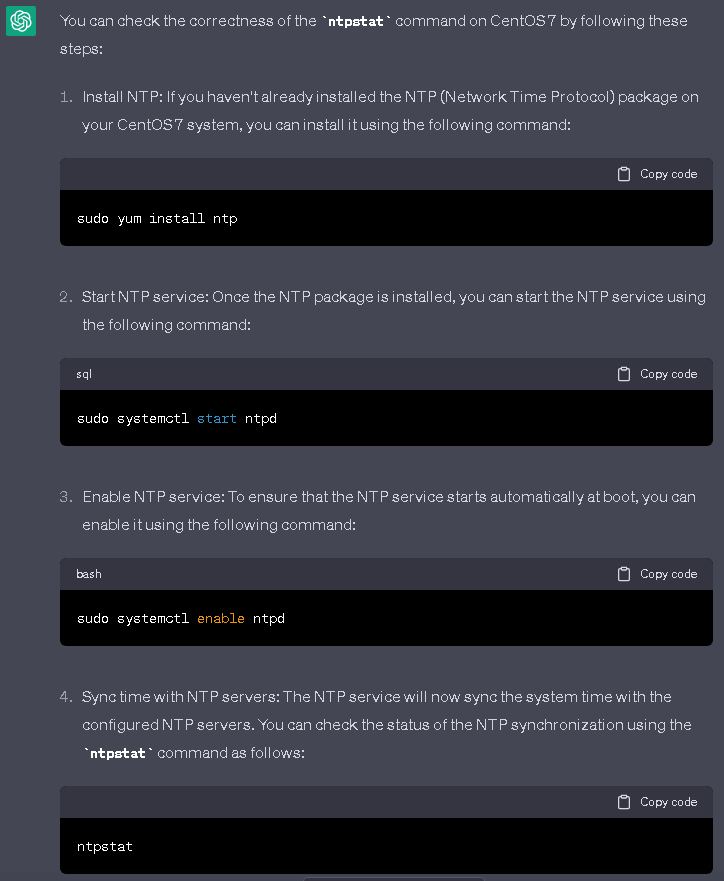 You can check the correctness of the `ntpstat` command on CentOS 7 by following these
steps:
1. Install NTP: If you haven't already installed the NTP (Network Time Protocol) package on
your CentOS 7 system, you can install it using the following command:
Copy code
sudo yum install ntp
2. Start NTP service: Once the NTP package is installed, you can start the NTP service using
the following command:
sql Copy code
sudo systemctl start ntpd
3. Enable NTP service: To ensure that the NTP service starts automatically at boot, you can
enable it using the following command:
bash Copy code
sudo systemctl enable ntpd
4. Sync time with NTP servers: The NTP service will now sync the system time with the
configured NTP servers. You can check the status of the NTP synchronization using the
`ntpstat` command as follows:
Copy code
ntpstat